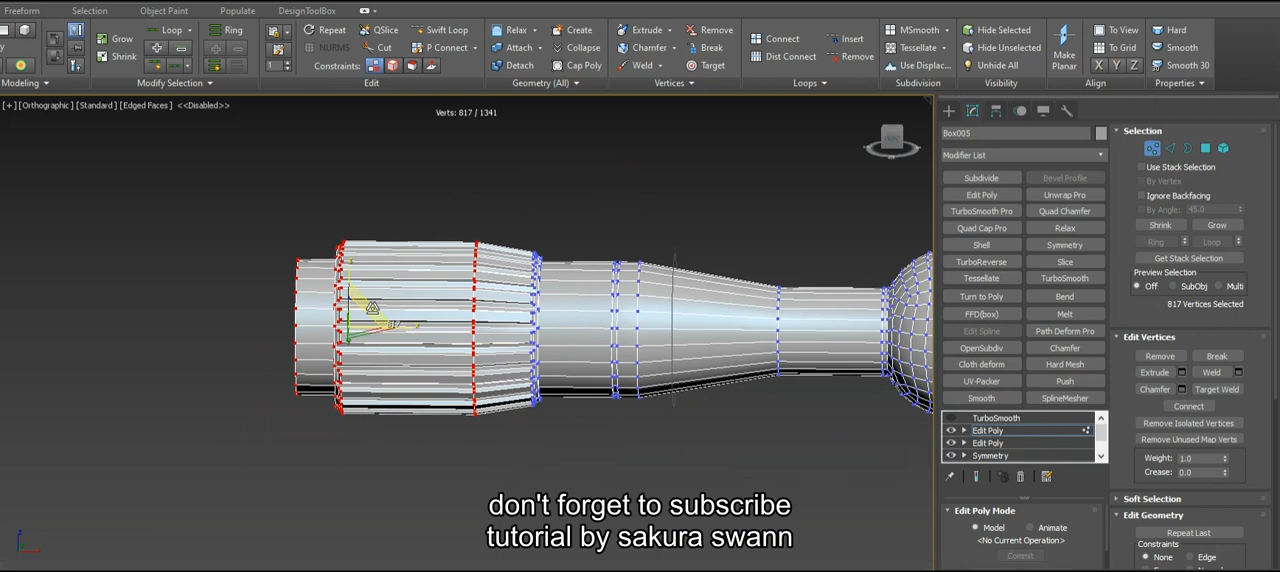 Freeform
Selection
Object Paint
Populate
DesignToolBox
Loop
Ring
Repeat
QSlice
Swift Loop
Relax
Create
Extrude
Remove
Connect
Insert
MSmooth
Hide Selected
To View
Hard
Grow
NURMS
Cut
P Connect
Attach
Collapse
Chamfer
Break
Tessellate
Hide Unselected
Make
Planar
To Grid
Smooth
Shrink
Constraints:
Detach
Cap Poly
Weld
Target
Dist Connect
Remove
Use Displac...
Unhide All
X Y Z
Smooth 30
1
Modeling
Modify Selection
Edit
Geometry (All)
Vertices
Loops
Subdivision
Visibility
Align
Properties
[+] [Orthographic] [Standard] [Edged Faces] <<Disabled>>
Verts: 817 / 1341
FRONT
Box005
Modifier List
Subdivide
Bevel Profile
Edit Poly
Unwrap Pro
TurboSmooth Pro
Quad Chamfer
Quad Cap Pro
Relax
Shell
Symmetry
TurboReverse
Slice
Tessellate
TurboSmooth
Turn to Poly
Bend
FFD(box)
Melt
Edit Spline
Path Deform Pro
OpenSubdiv
Chamfer
Cloth deform
Hard Mesh
UV-Packer
Push
Smooth
SplineMesher
TurboSmooth
Edit Poly
Edit Poly
Symmetry
Edit Poly Mode
Model
Animate
<No Current Operation>
Commit
Selection
Use Stack Selection
By Vertex
Ignore Backfacing
By Angle: 45.0
Shrink
Grow
Ring
Loop
Get Stack Selection
Preview Selection
Off
SubObj
Multi
817 Vertices Selected
Edit Vertices
Remove
Break
Extrude
Weld
Chamfer
Target Weld
Connect
Remove Isolated Vertices
Remove Unused Map Verts
Weight: 1.0
Crease: 0.0
Soft Selection
Edit Geometry
Repeat Last
Constraints
None
Edge
don't forget to subscribe
tutorial by sakura swann